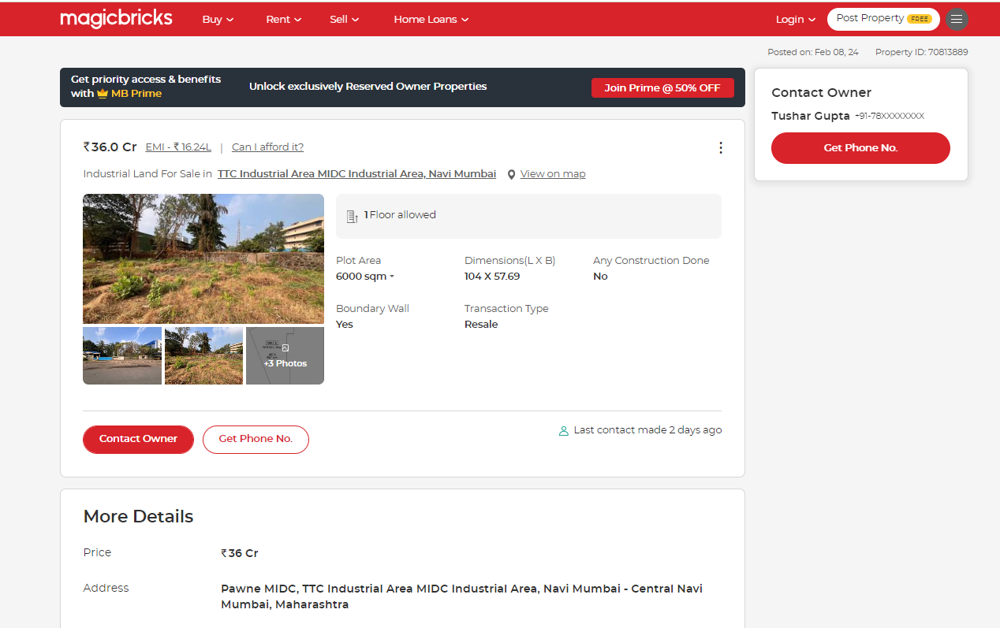 magicbricks
Buy
Rent
Sell
Home Loans
Login
Post Property FREE
Posted on: Feb 08, 24
Property ID: 70813889
Get priority access & benefits
with MB Prime
Unlock exclusively Reserved Owner Properties
Join Prime @ 50% OFF
Contact Owner
Tushar Gupta +91-78XXXXXXXX
Get Phone No.
₹36.0 Cr EMI - ₹ 16.24L | Can I afford it?
Industrial Land For Sale in TTC Industrial Area MIDC Industrial Area, Navi Mumbai View on map
1 Floor allowed
Plot Area
6000 sqm
Dimensions(L X B)
104 X 57.69
Any Construction Done
No
Boundary Wall
Yes
Transaction Type
Resale
+3 Photos
Contact Owner
Get Phone No.
Last contact made 2 days ago
More Details
Price
₹36 Cr
Address
Pawne MIDC, TTC Industrial Area MIDC Industrial Area, Navi Mumbai - Central Navi
Mumbai, Maharashtra